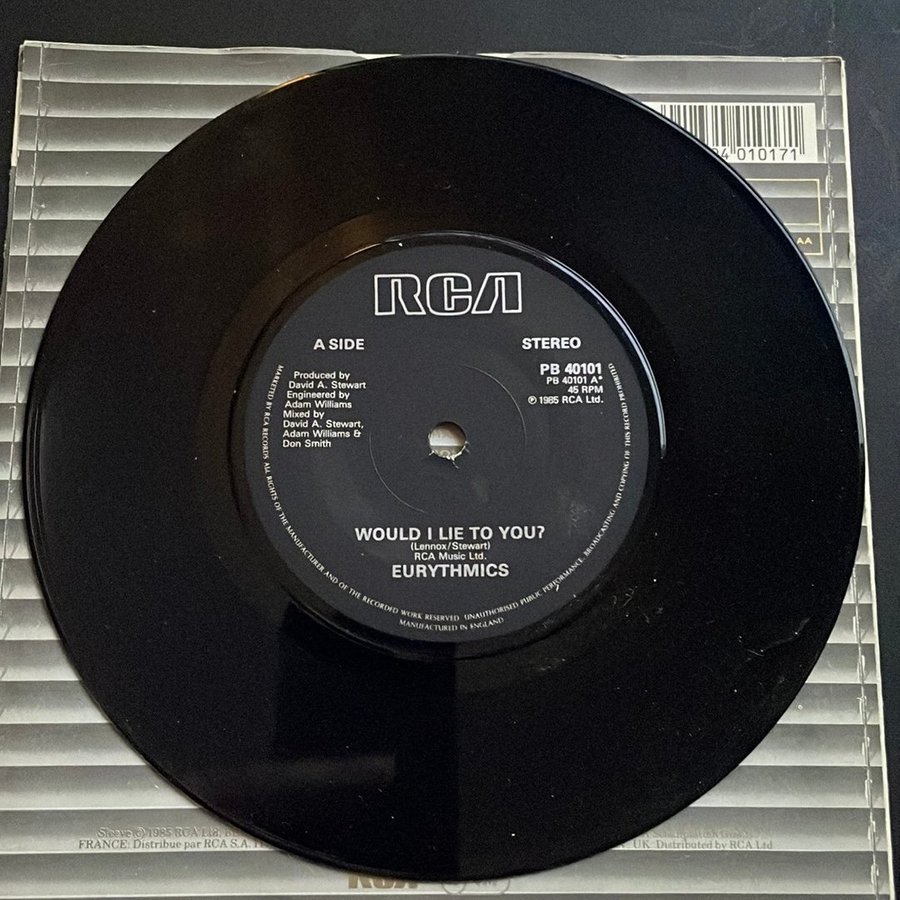 RCA
A SIDE
STEREO
PB 40101
PB 40101 A*
45 RPM
℗ 1985 RCA Ltd.
Produced by
David A. Stewart
Engineered by
Adam Williams
Mixed by
David A. Stewart,
Adam Williams &
Don Smith
WOULD I LIE TO YOU?
(Lennox/Stewart)
RCA Music Ltd.
EURYTHMICS
MARKETED BY RCA RECORDS ALL RIGHTS OF THE MANUFACTURER AND OF THE RECORDED WORK RESERVED UNAUTHORISED PUBLIC PERFORMANCE BROADCASTING AND COPYING OF THIS RECORD PROHIBITED
MANUFACTURED IN ENGLAND
010171
AA
Sleeve © 1985 RCA Ltd,
FRANCE: Distribue par RCA S.A.
UK: Distributed by RCA Ltd
RCA